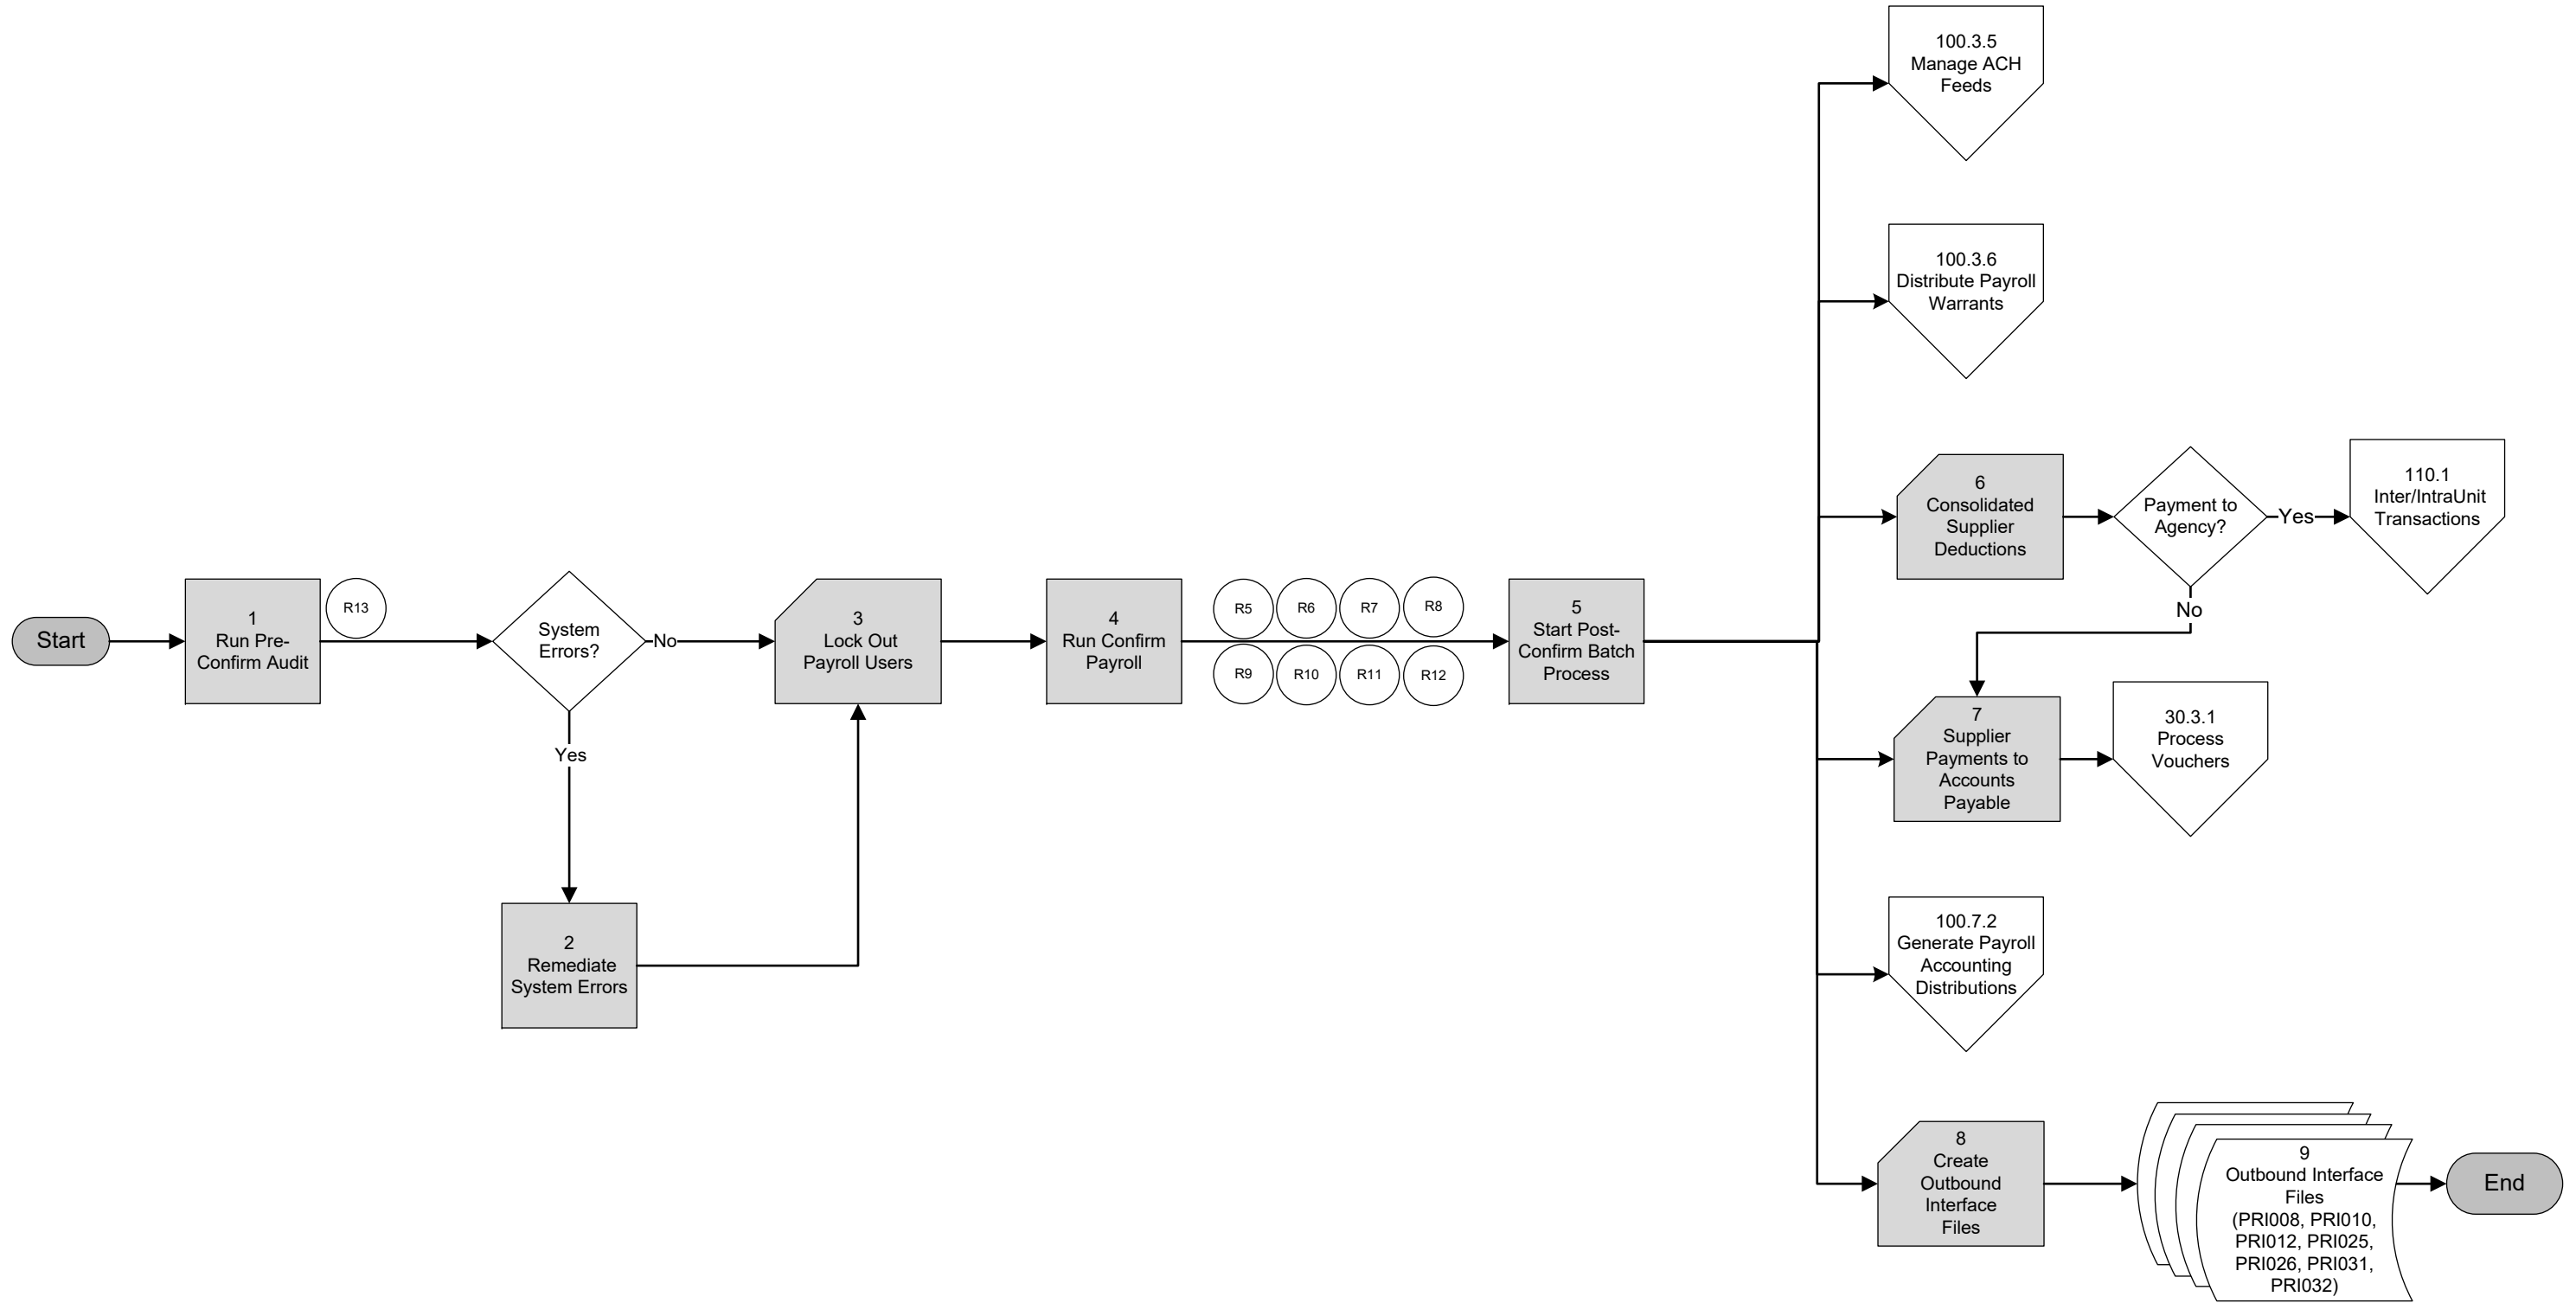 Start
1
Run Pre-
Confirm Audit
R13
System
Errors?
No
Yes
2
Remediate
System Errors
3
Lock Out
Payroll Users
4
Run Confirm
Payroll
R5
R6
R7
R8
R9
R10
R11
R12
5
Start Post-
Confirm Batch
Process
100.3.5
Manage ACH
Feeds
100.3.6
Distribute Payroll
Warrants
6
Consolidated
Supplier
Deductions
Payment to
Agency?
Yes
110.1
Inter/IntraUnit
Transactions
No
7
Supplier
Payments to
Accounts
Payable
30.3.1
Process
Vouchers
100.7.2
Generate Payroll
Accounting
Distributions
8
Create
Outbound
Interface
Files
9
Outbound Interface
Files
(PRI008, PRI010,
PRI012, PRI025,
PRI026, PRI031,
PRI032)
End